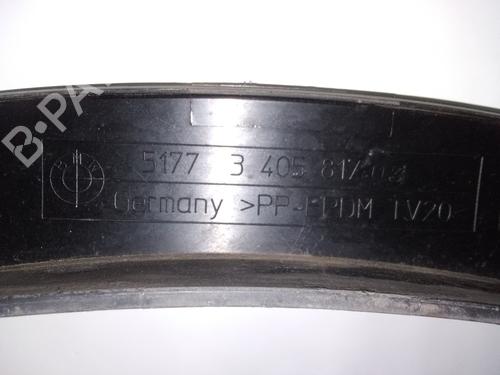 B-PA
5177 3 405 817
Germany >PP-EPDM TV20<